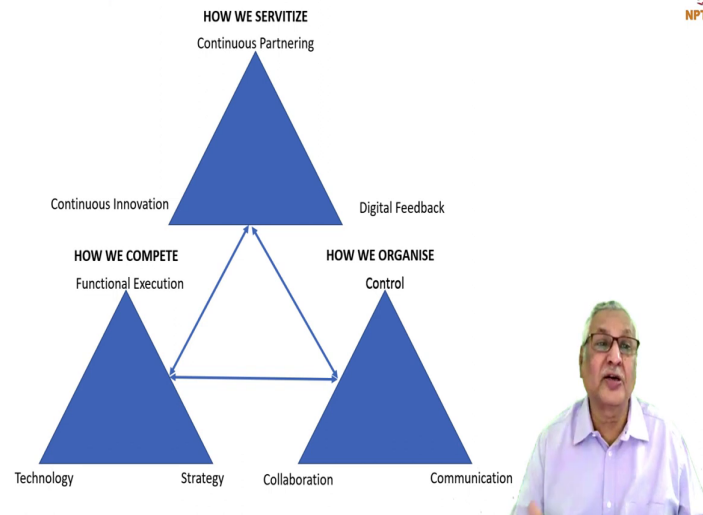 HOW WE SERVITIZE
Continuous Partnering
Continuous Innovation
Digital Feedback
HOW WE COMPETE
Functional Execution
HOW WE ORGANISE
Control
Technology
Strategy
Collaboration
Communication